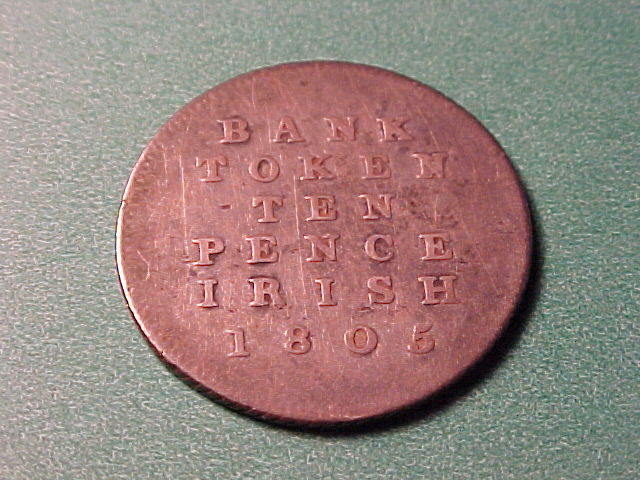 BANK
TOKEN
TEN
PENCE
IRISH
1805